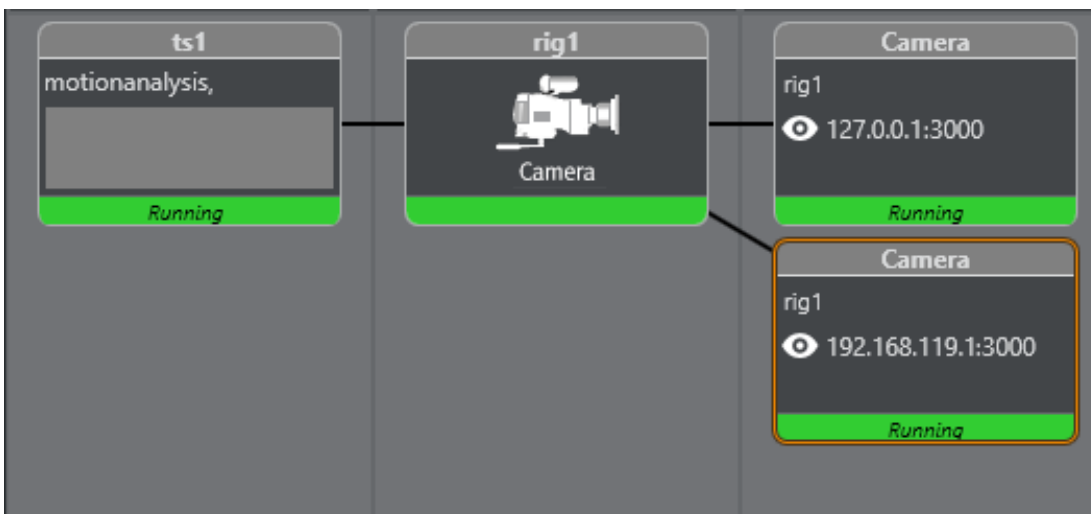 ts1
motionanalysis,
Running
rig1
Camera
Camera
rig1
127.0.0.1:3000
Running
Camera
rig1
192.168.119.1:3000
Running